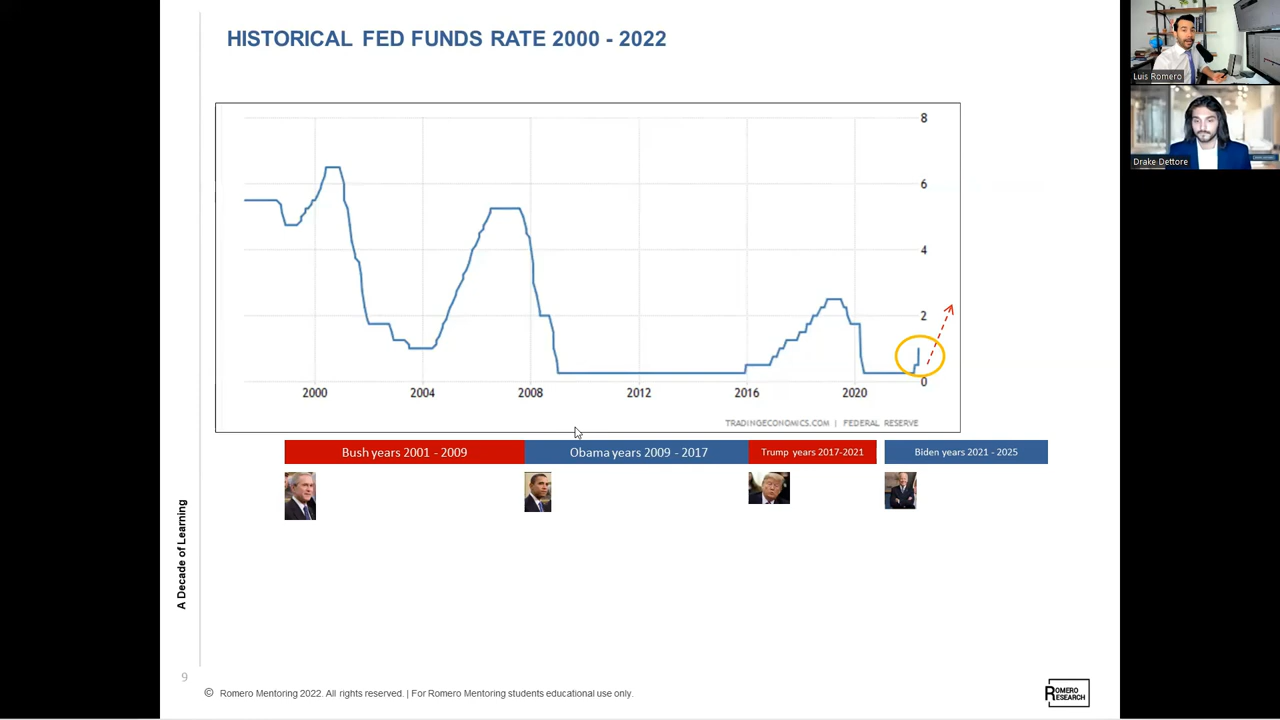 HISTORICAL FED FUNDS RATE 2000 - 2022
Luis Romero
Drake Dettore
8
6
4
2
0
2000 2004 2008 2012 2016 2020
TRADINGECONOMICS.COM | FEDERAL RESERVE
Bush years 2001 - 2009 Obama years 2009 - 2017 Trump years 2017-2021 Biden years 2021 - 2025
A Decade of Learning
9
© Romero Mentoring 2022. All rights reserved. | For Romero Mentoring students educational use only.
ROMERO
RESEARCH